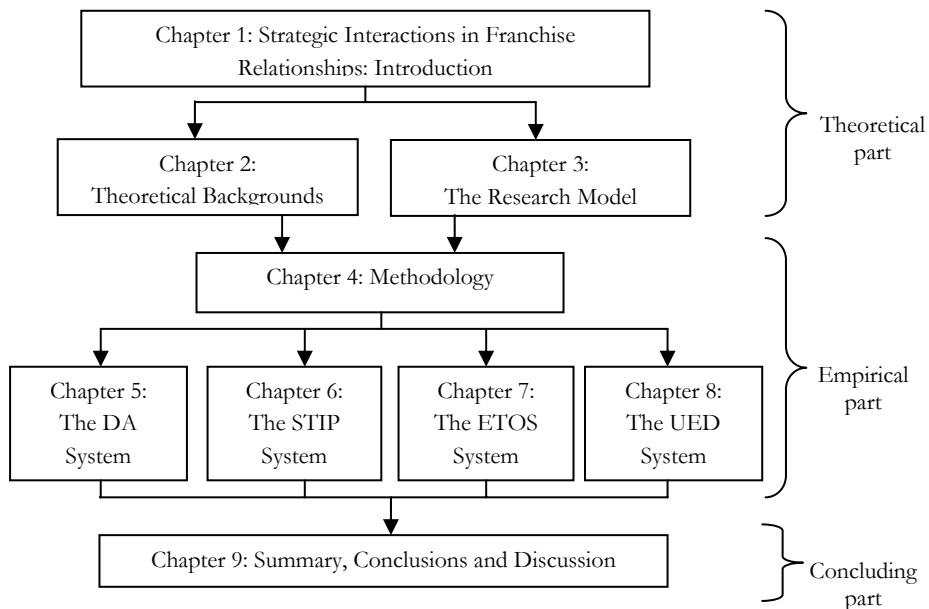 Chapter 1: Strategic Interactions in Franchise
Relationships: Introduction
Theoretical
part
Chapter 2:
Theoretical Backgrounds
Chapter 3:
The Research Model
Chapter 4: Methodology
Chapter 5:
The DA
System
Chapter 6:
The STIP
System
Chapter 7:
The ETOS
System
Chapter 8:
The UED
System
Empirical
part
Chapter 9: Summary, Conclusions and Discussion
Concluding
part